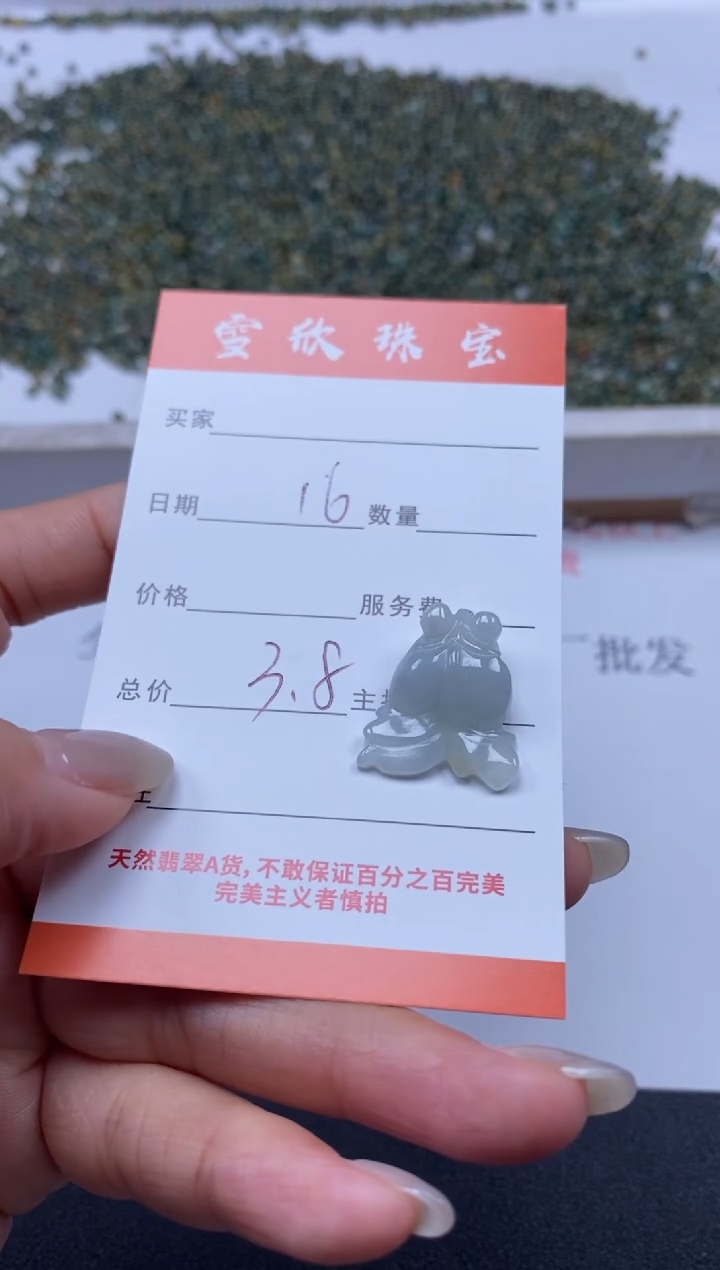 雪欣珠宝
买家
日期 16 数量
价格 服务费
总价 3.8 主
天然翡翠A货,不敢保证百分之百完美
完美主义者慎拍
批发